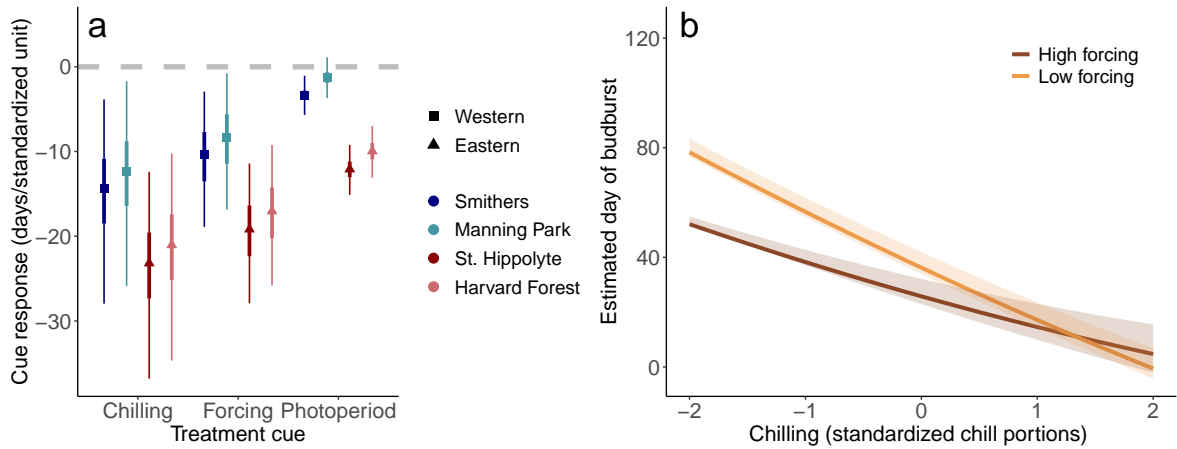 a
Cue response (days/standardized unit)
0
−10
−20
−30
Chilling
Forcing
Photoperiod
Treatment cue
Western
Eastern
Smithers
Manning Park
St. Hippolyte
Harvard Forest
b
Estimated day of budburst
120
80
40
0
−2
−1
0
1
2
Chilling (standardized chill portions)
High forcing
Low forcing